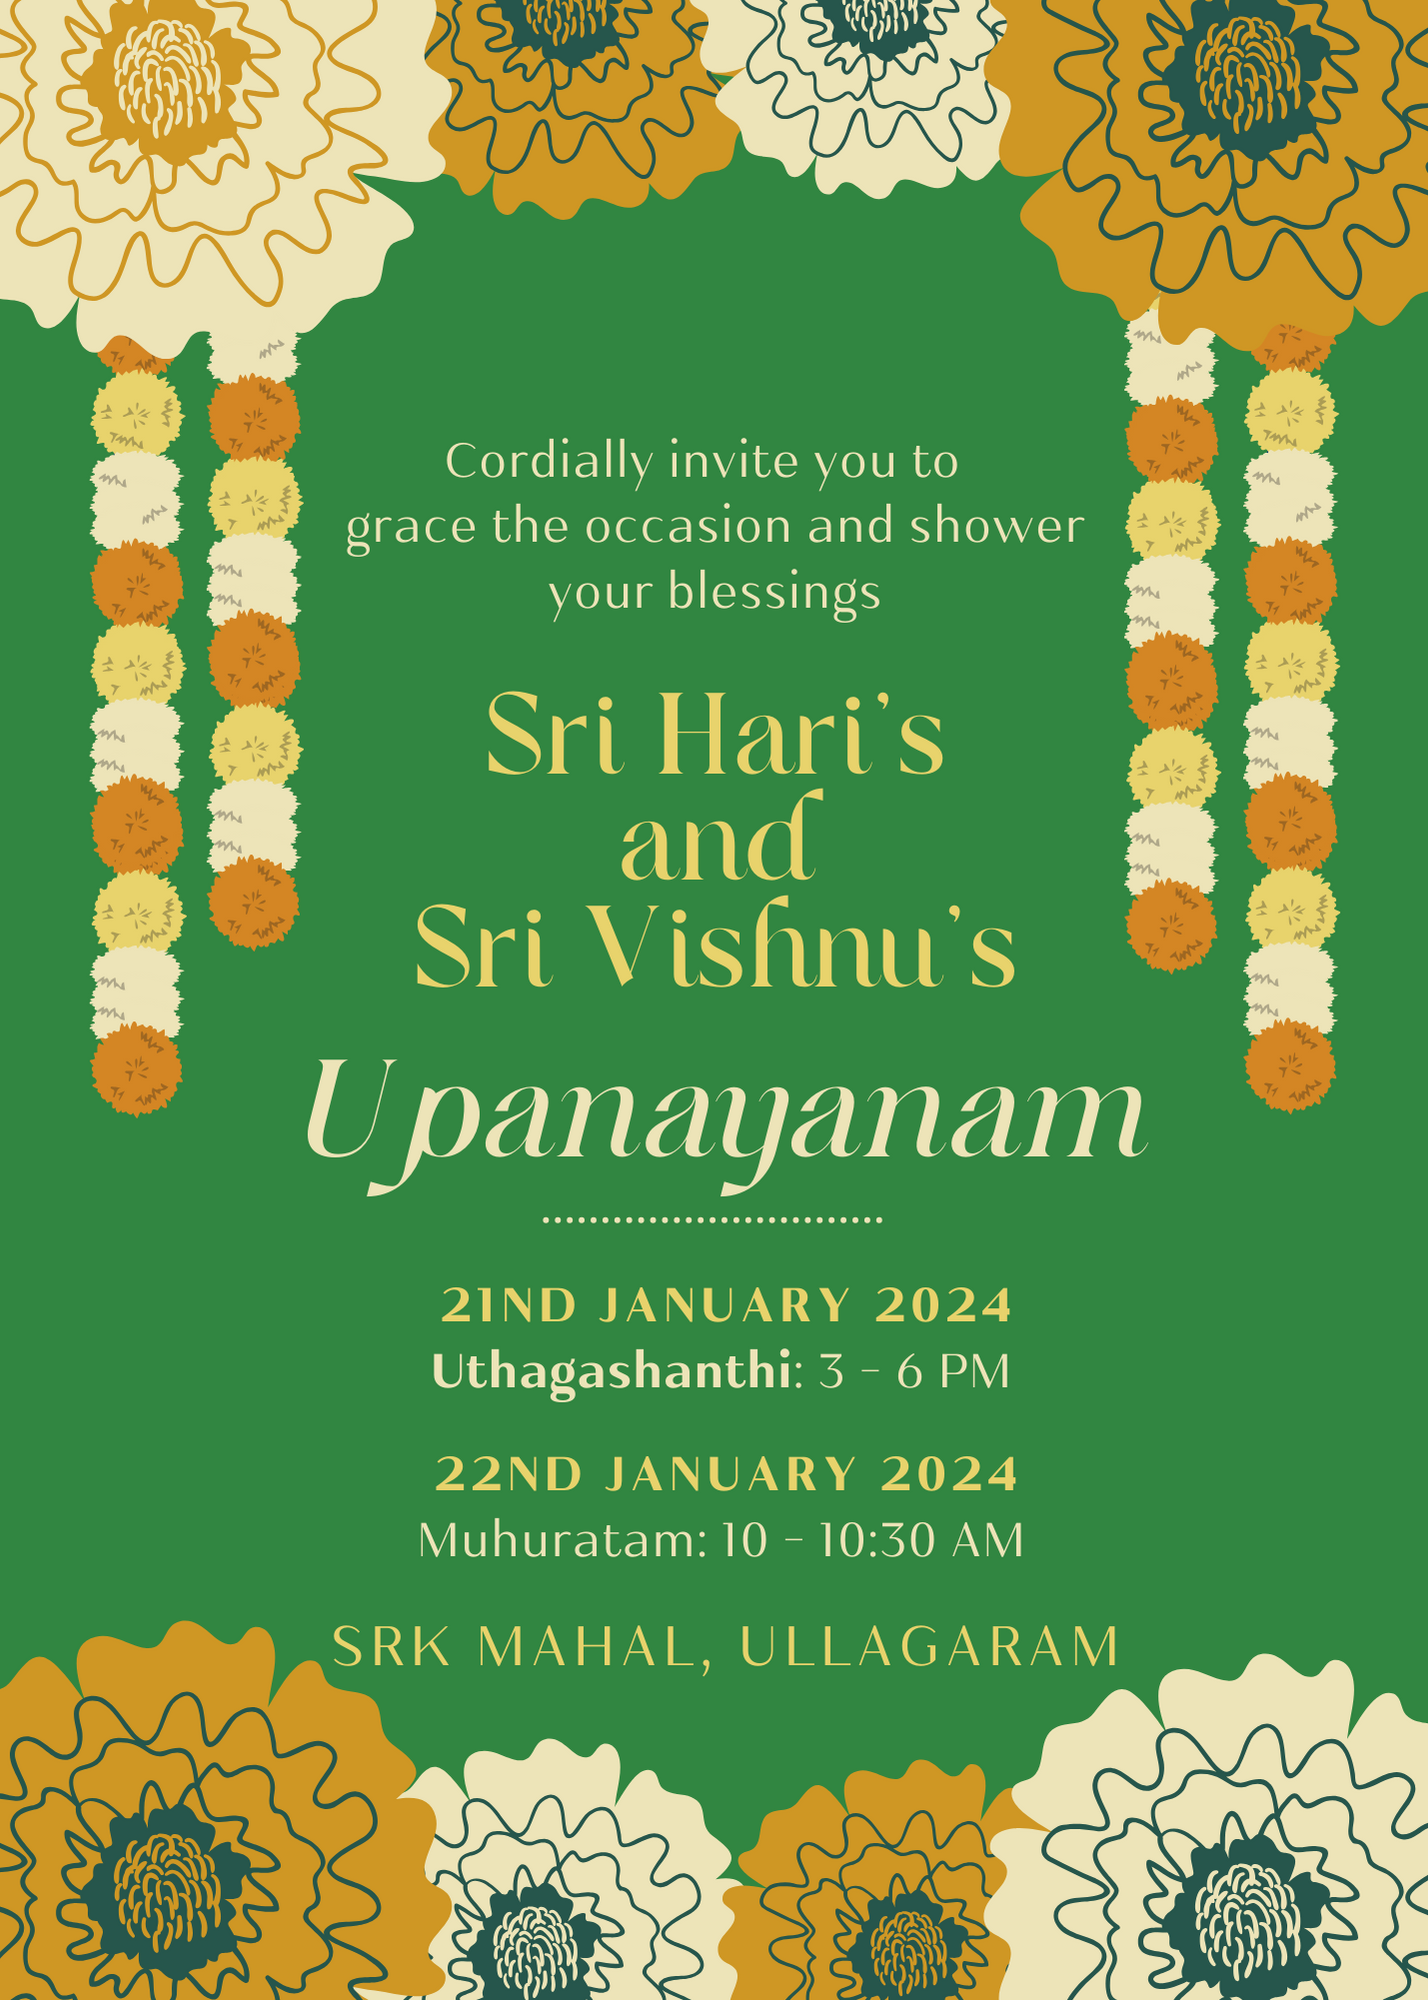 Cordially invite you to
grace the occasion and shower
your blessings
Sri Hari's
and
Sri Vishnu's
Upanayanam
21ND JANUARY 2024
Uthagashanthi: 3 - 6 PM
22ND JANUARY 2024
Muhuratam: 10 - 10:30 AM
SRK MAHAL, ULLAGARAM